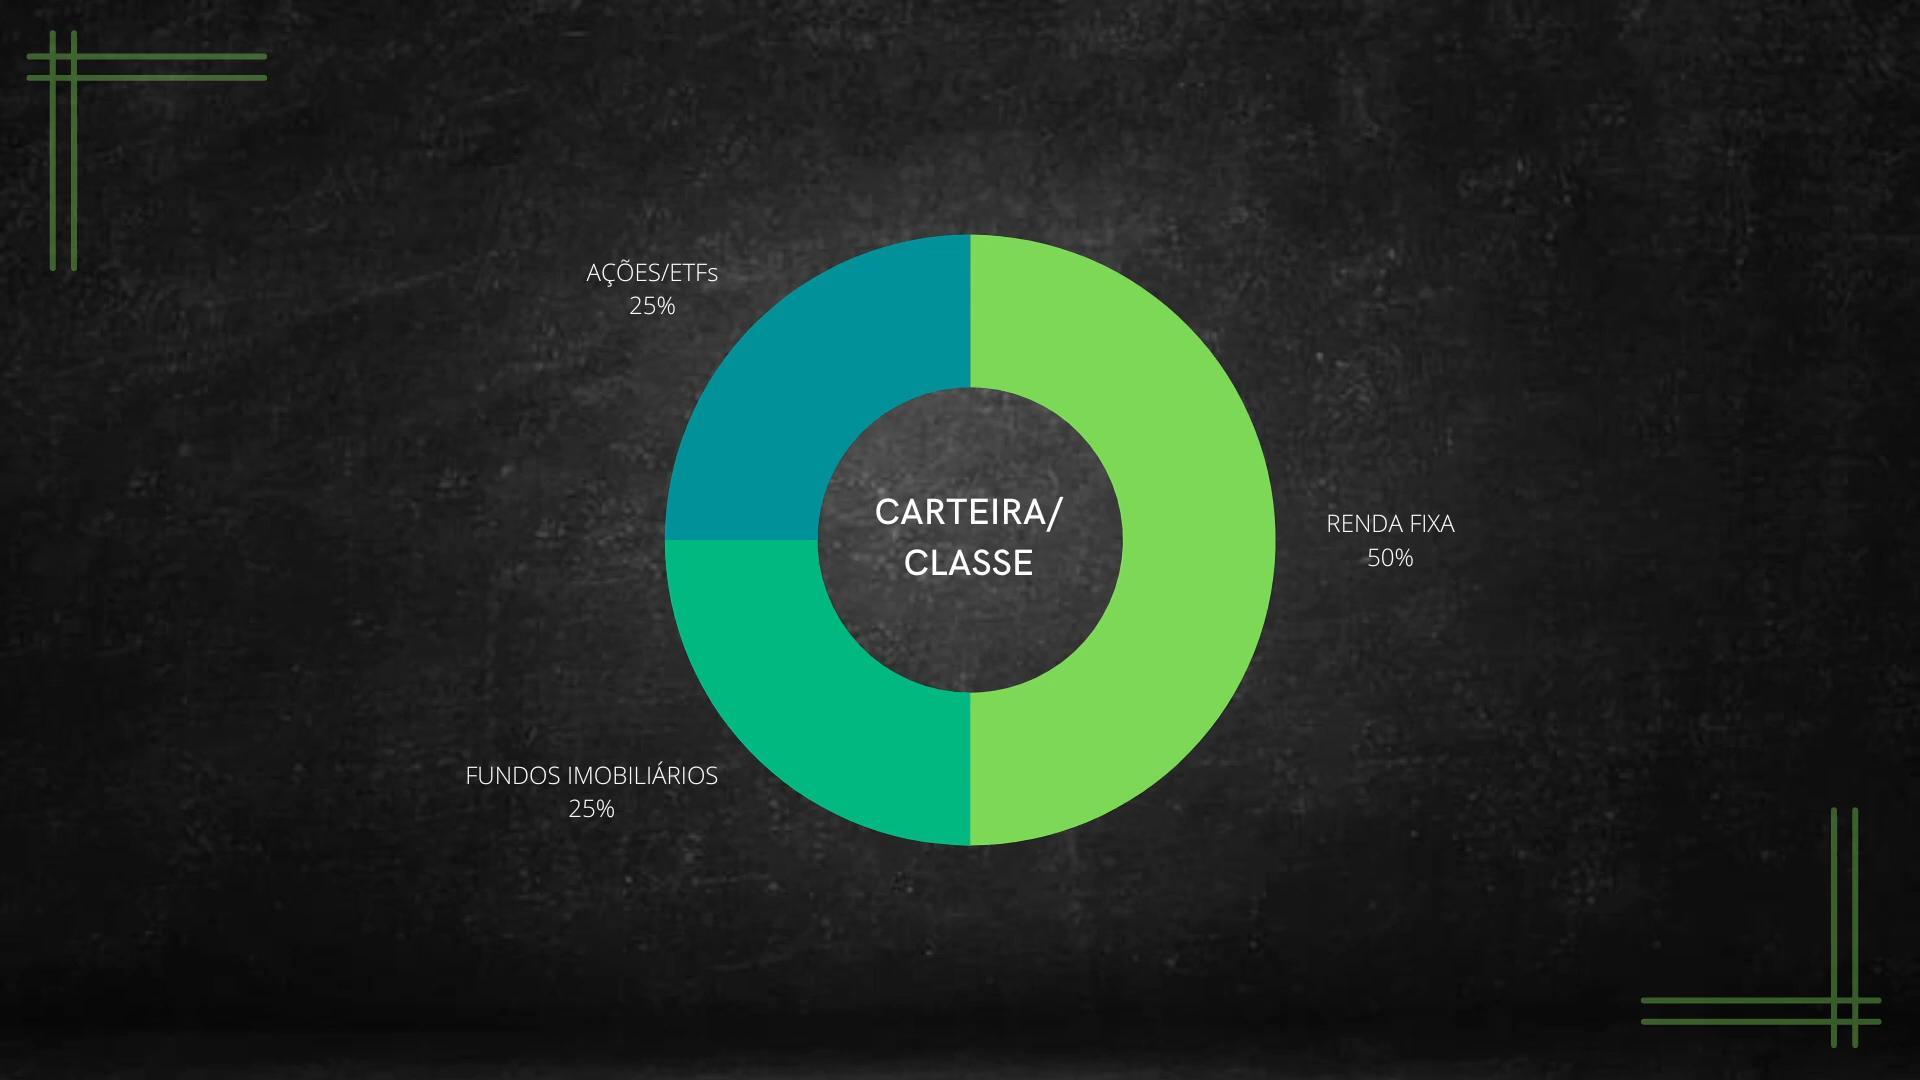 AÇÕES/ETFs
25%
CARTEIRA/
CLASSE
RENDA FIXA
50%
FUNDOS IMOBILIÁRIOS
25%